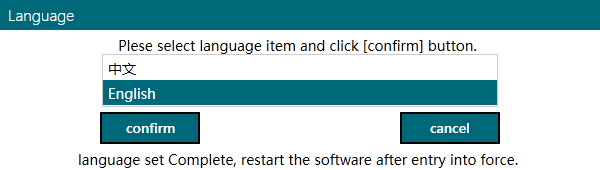 Language
Plese select language item and click [confirm] button.
中文
English
confirm
cancel
language set Complete, restart the software after entry into force.